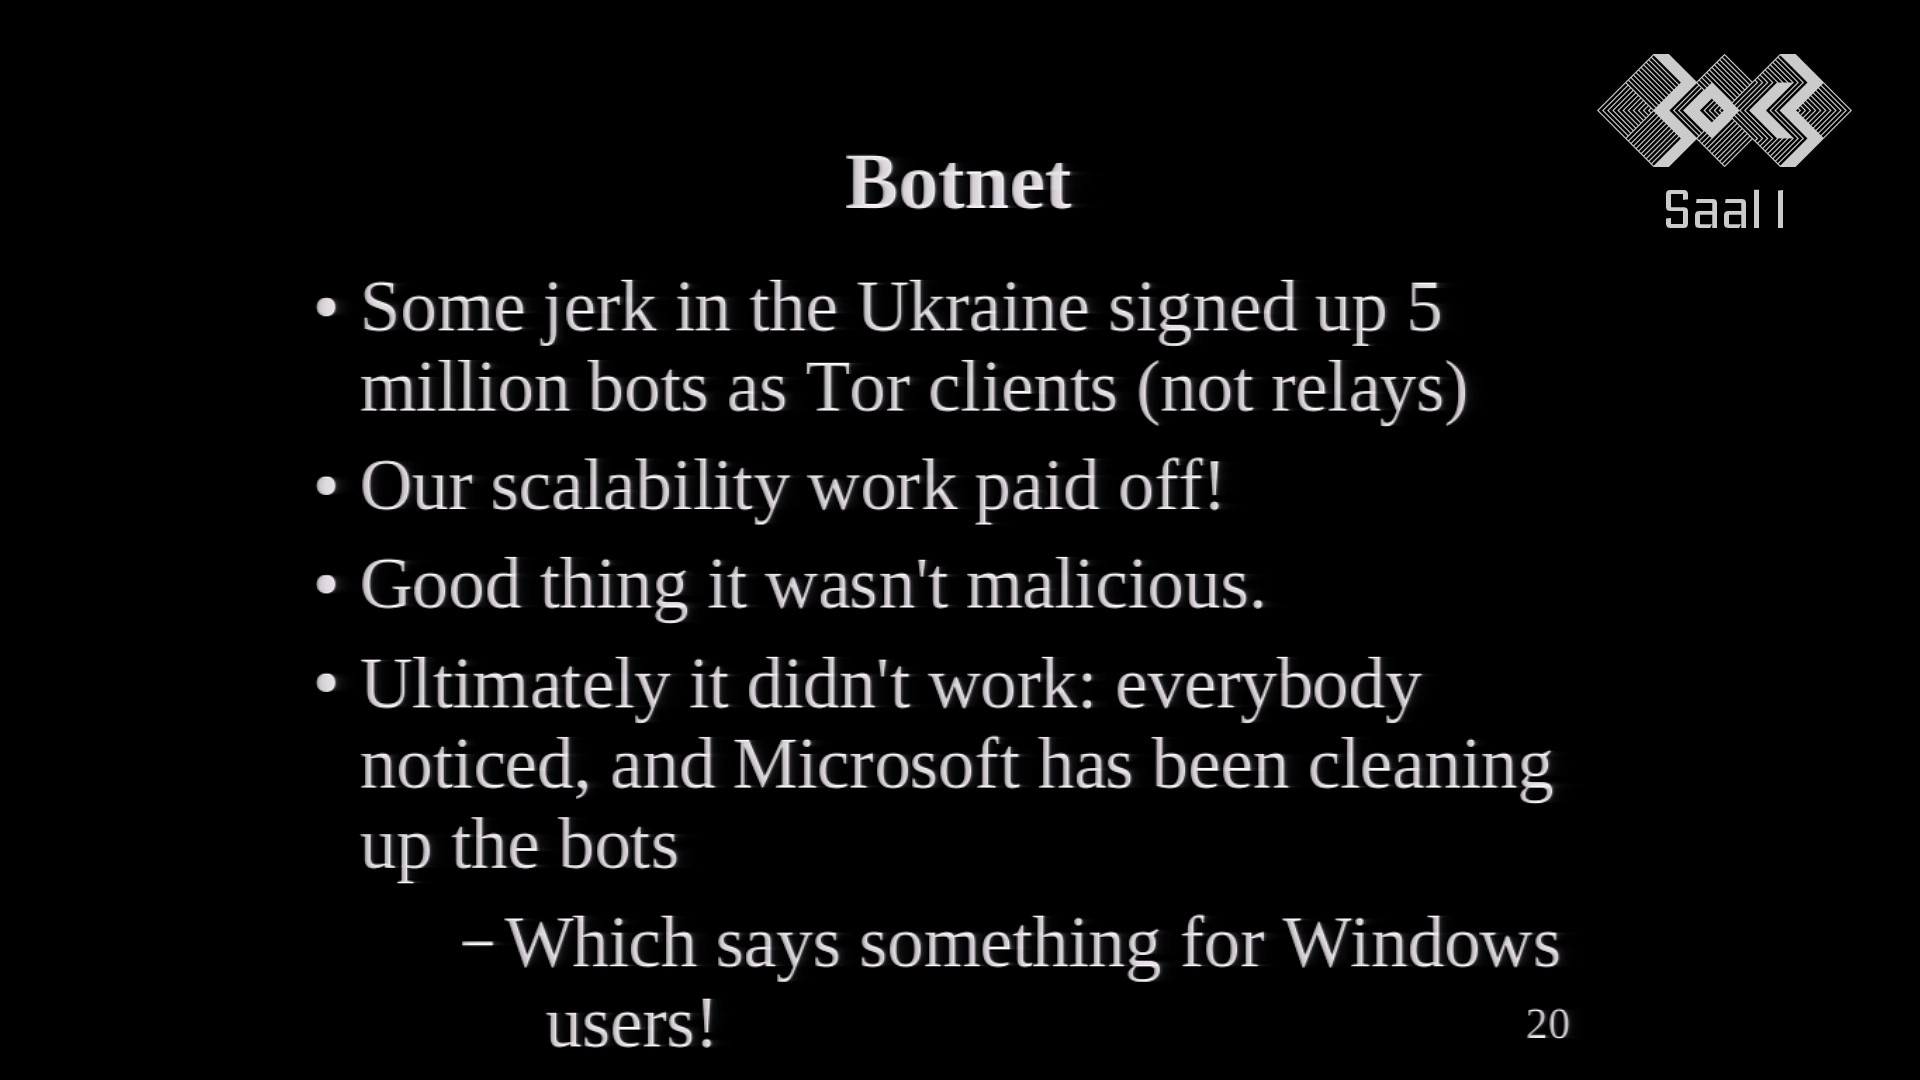 Botnet
• Some jerk in the Ukraine signed up 5
million bots as Tor clients (not relays)
• Our scalability work paid off!
• Good thing it wasn't malicious.
• Ultimately it didn't work: everybody
noticed, and Microsoft has been cleaning
up the bots
– Which says something for Windows
users!
20
30C3
Saal 1